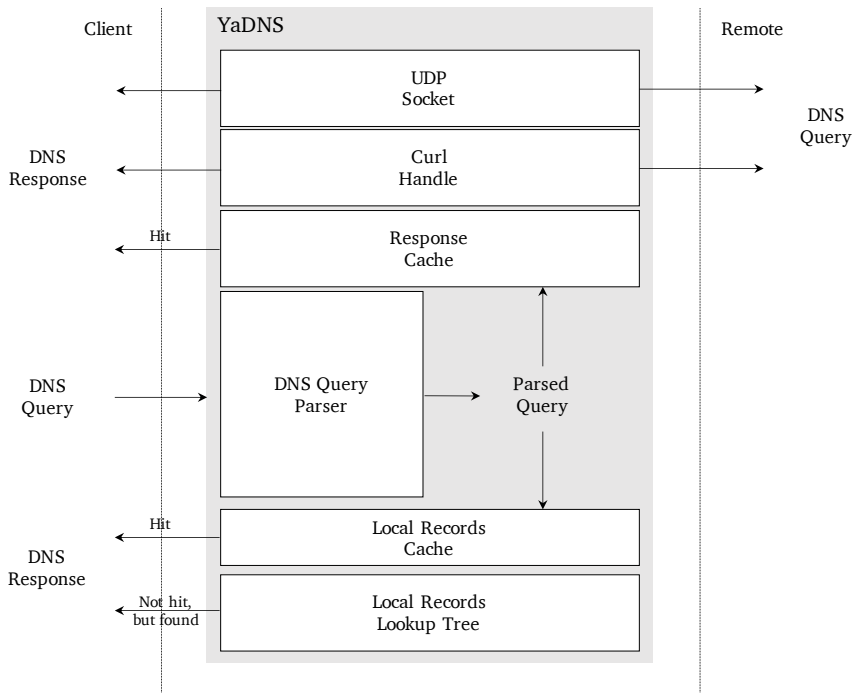 Client
YaDNS
Remote
UDP
Socket
DNS
Query
DNS
Response
Curl
Handle
Hit
Response
Cache
DNS
Query
DNS Query
Parser
Parsed
Query
Hit
Local Records
Cache
DNS
Response
Not hit,
but found
Local Records
Lookup Tree